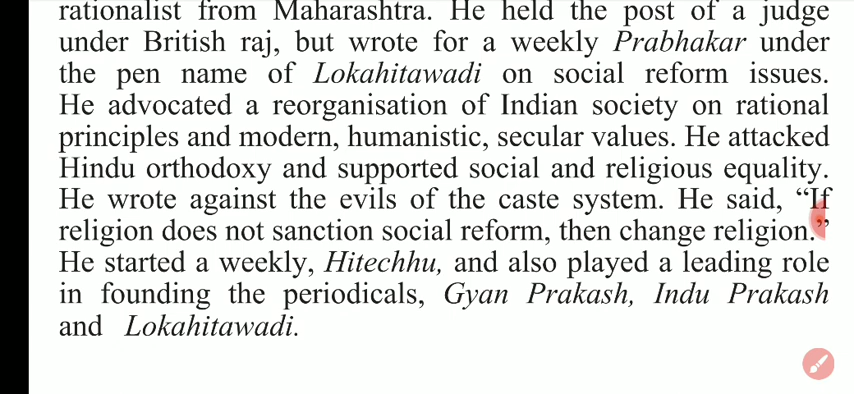 rationalist from Maharashtra. He held the post of a judge
under British raj, but wrote for a weekly Prabhakar under
the pen name of Lokahitawadi on social reform issues.
He advocated a reorganisation of Indian society on rational
principles and modern, humanistic, secular values. He attacked
Hindu orthodoxy and supported social and religious equality.
He wrote against the evils of the caste system. He said, “If
religion does not sanction social reform, then change religion.”
He started a weekly, Hitechhu, and also played a leading role
in founding the periodicals, Gyan Prakash, Indu Prakash
and Lokahitawadi.